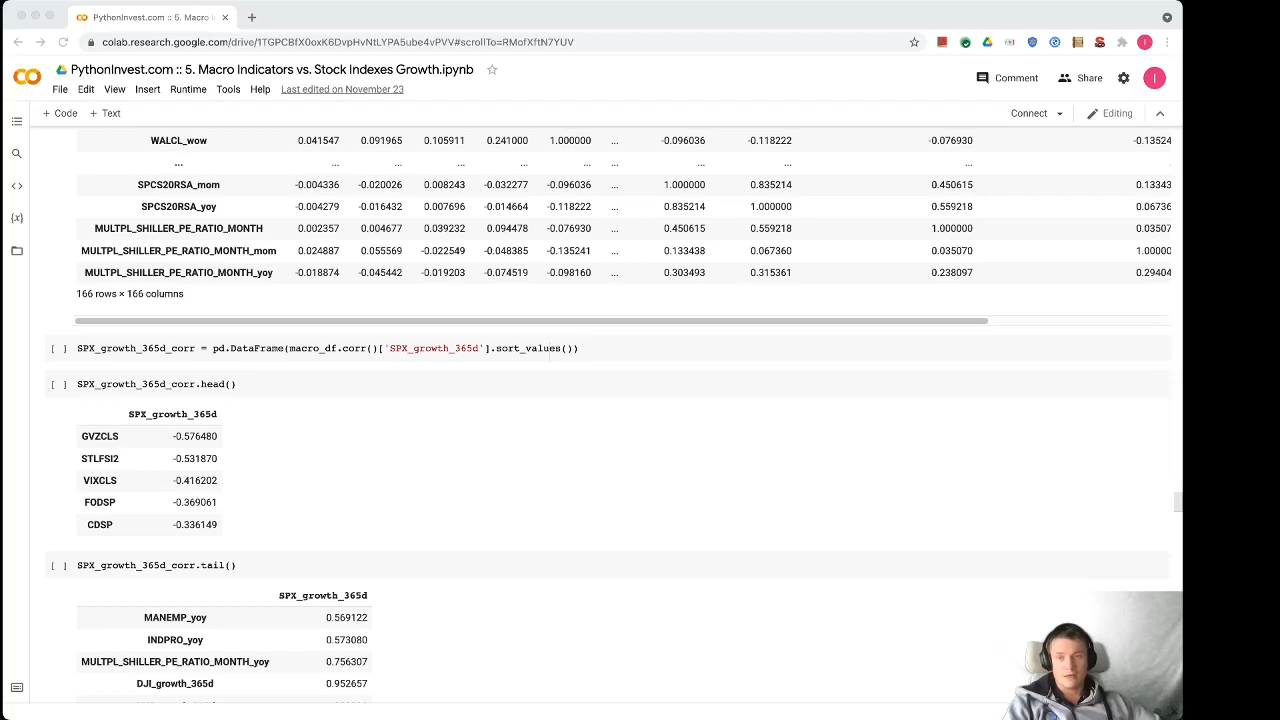 PythonInvest.com :: 5. Macro I
colab.research.google.com/drive/1TGPCBfX0oxK6DvpHvNtLYPA5ube4vPVV#scrollTo=RMofXftN7YUV
PythonInvest.com :: 5. Macro Indicators vs. Stock Indexes Growth.ipynb
Comment Share I
File Edit View Insert Runtime Tools Help Last edited on November 23
+ Code + Text Connect Editing
WALCL_wow 0.041547 0.091965 0.105911 0.241000 1.000000 ... -0.096036 -0.118222 -0.076930 -0.13524
... ... ... ... ... ... ... ... ... ...
SPCS20RSA_mom -0.004336 -0.020026 0.008243 -0.032277 -0.096036 ... 1.000000 0.835214 0.450615 0.13343
SPCS20RSA_yoy -0.004279 -0.016432 0.007696 -0.014664 -0.118222 ... 0.835214 1.000000 0.559218 0.06736
MULTPL_SHILLER_PE_RATIO_MONTH 0.002357 0.004677 0.039232 0.094478 -0.076930 ... 0.450615 0.559218 1.000000 0.03507
MULTPL_SHILLER_PE_RATIO_MONTH_mom 0.024887 0.055569 -0.022549 -0.048385 -0.135241 ... 0.133438 0.067360 0.035070 1.00000
MULTPL_SHILLER_PE_RATIO_MONTH_yoy -0.018874 -0.045442 -0.019203 -0.074519 -0.098160 ... 0.303493 0.315361 0.238097 0.29404
166 rows × 166 columns
[ ] SPX_growth_365d_corr = pd.DataFrame(macro_df.corr()['SPX_growth_365d'].sort_values())
[ ] SPX_growth_365d_corr.head()
SPX_growth_365d
GVZCLS -0.576480
STLFSI2 -0.531870
VIXCLS -0.416202
FODSP -0.369061
CDSP -0.336149
[ ] SPX_growth_365d_corr.tail()
SPX_growth_365d
MANEMP_yoy 0.569122
INDPRO_yoy 0.573080
MULTPL_SHILLER_PE_RATIO_MONTH_yoy 0.756307
DJI_growth_365d 0.952657